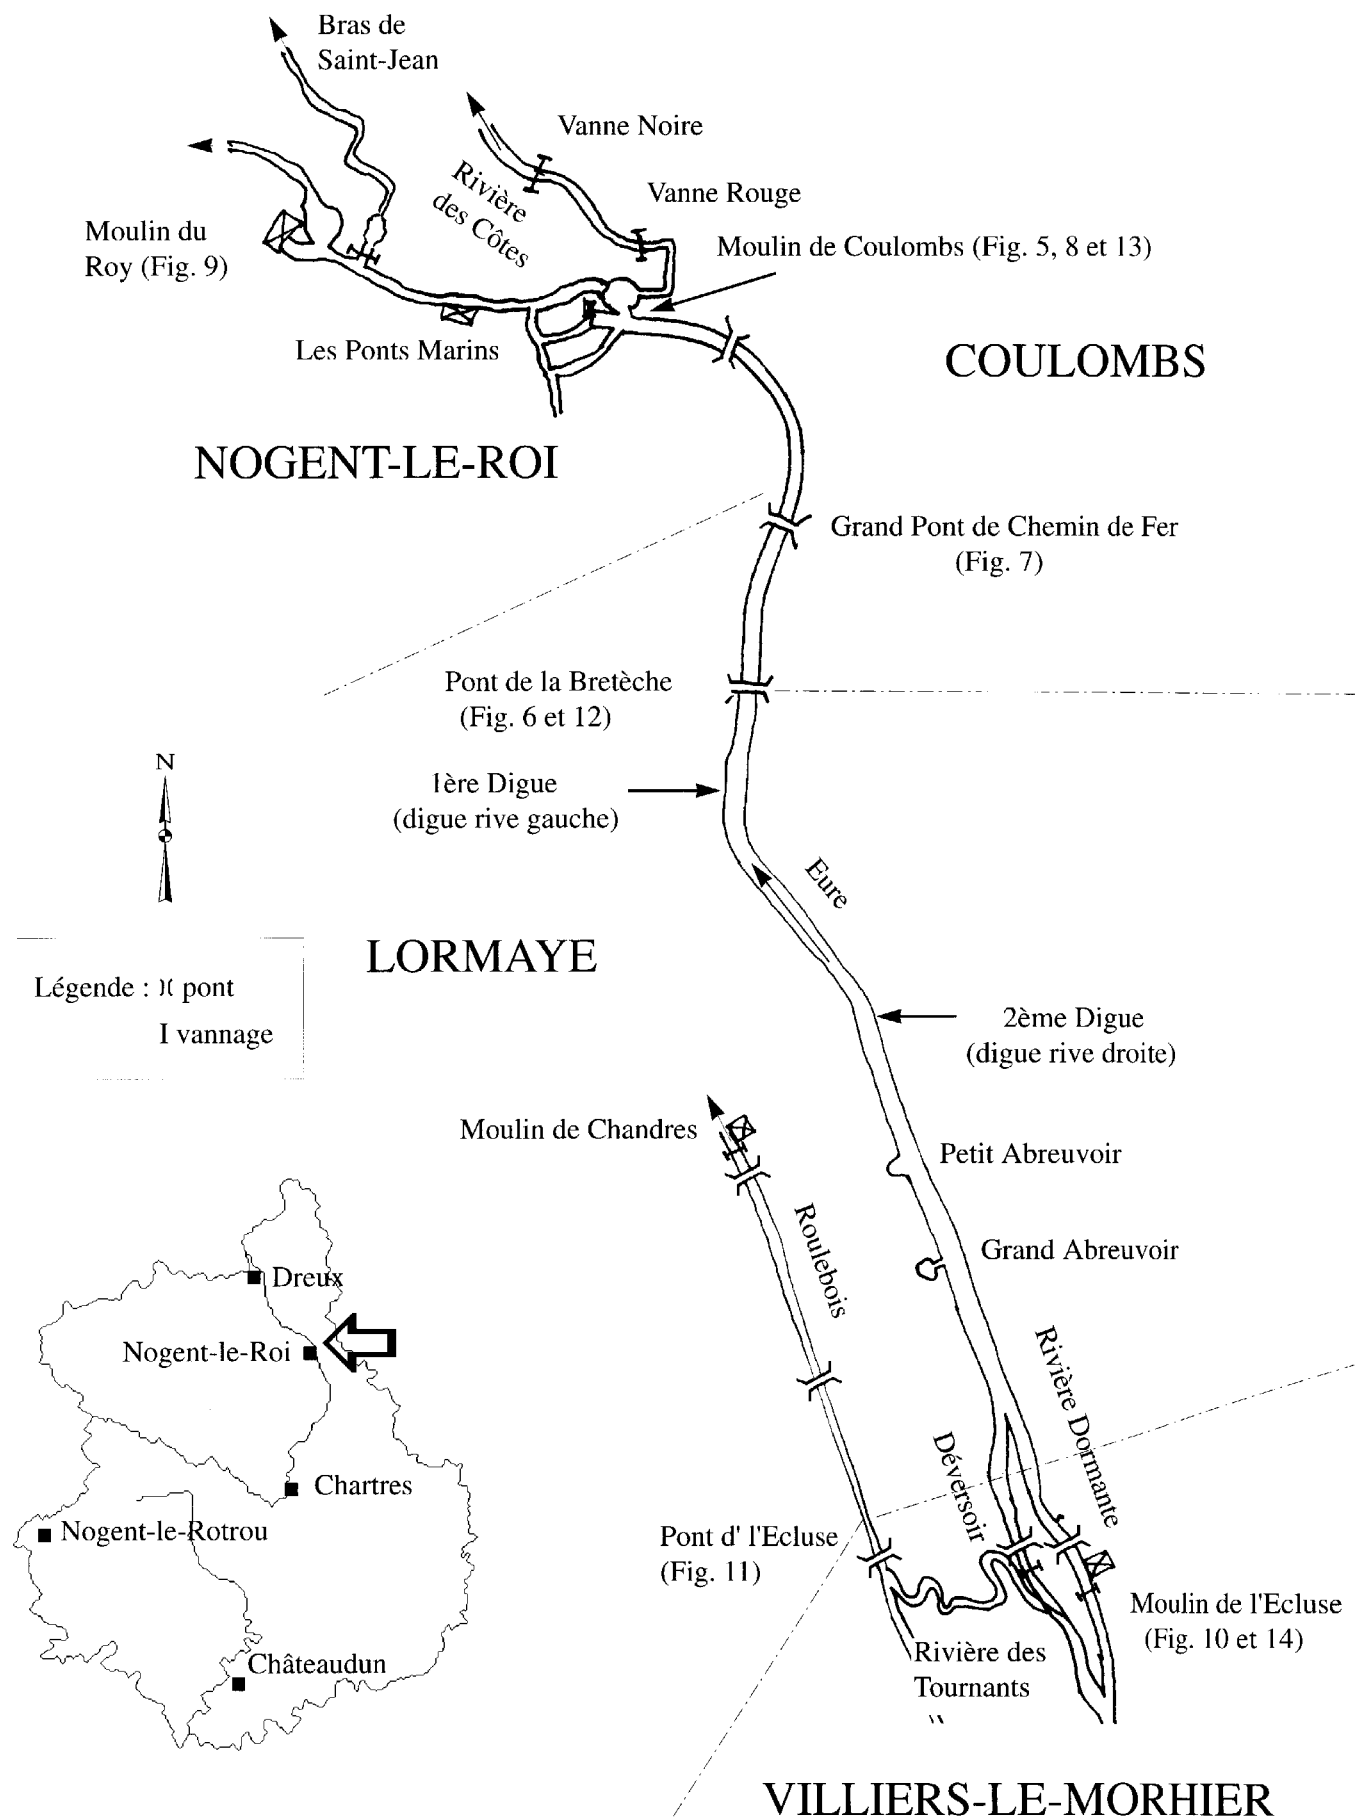 Bras de
Saint-Jean
Vanne Noire
Rivière
des Côtes
Vanne Rouge
Moulin du
Roy (Fig. 9)
Moulin de Coulombs (Fig. 5, 8 et 13)
Les Ponts Marins
COULOMBS
NOGENT-LE-ROI
Grand Pont de Chemin de Fer
(Fig. 7)
Pont de la Bretèche
(Fig. 6 et 12)
N
1ère Digue
(digue rive gauche)
Eure
LORMAYE
Légende : )( pont
I vannage
2ème Digue
(digue rive droite)
Moulin de Chandres
Petit Abreuvoir
Roulebois
Grand Abreuvoir
Dreux
Nogent-le-Roi
Rivière Dormante
Déversoir
Chartres
Nogent-le-Rotrou
Pont d' l'Ecluse
(Fig. 11)
Moulin de l'Ecluse
(Fig. 10 et 14)
Rivière des
Tournants
Châteaudun
VILLIERS-LE-MORHIER